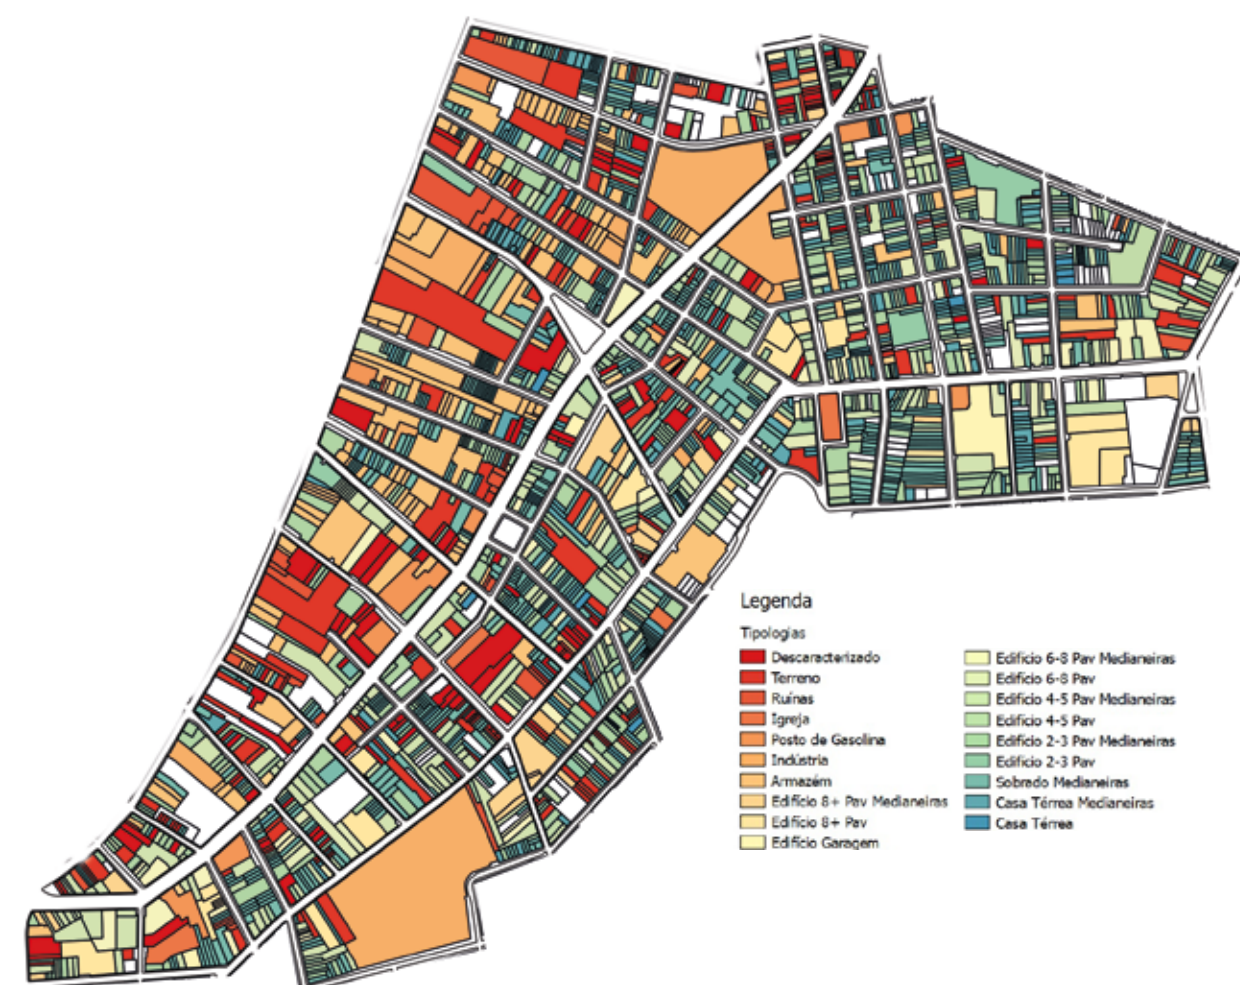 Legenda
Tipologias
Descaracterizado
Terreno
Ruínas
Igreja
Posto de Gasolina
Indústria
Armazém
Edifício 8+ Pav Medianeiras
Edifício 8+ Pav
Edifício Garagem
Edifício 6-8 Pav Medianeiras
Edifício 6-8 Pav
Edifício 4-5 Pav Medianeiras
Edifício 4-5 Pav
Edifício 2-3 Pav Medianeiras
Edifício 2-3 Pav
Sobrado Medianeiras
Casa Térrea Medianeiras
Casa Térrea